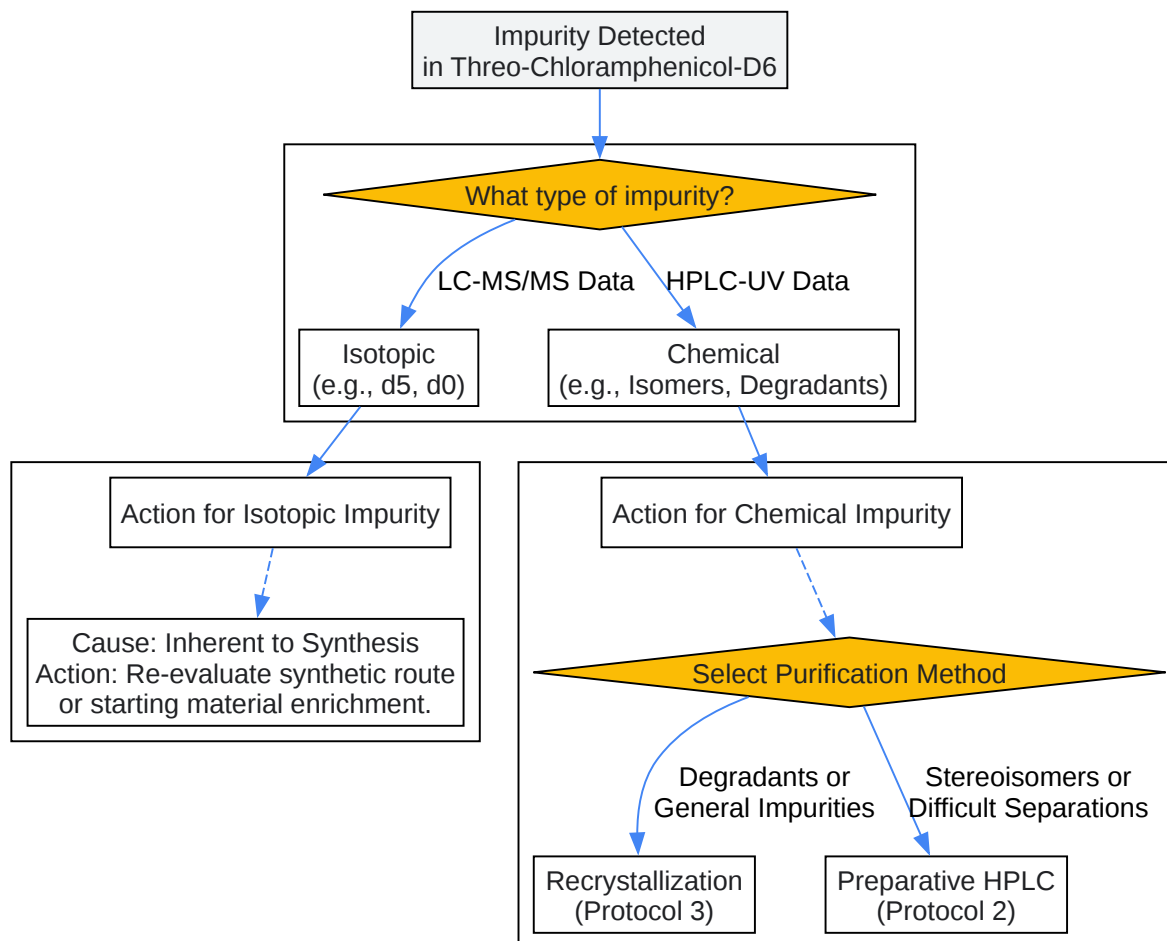 Impurity Detected
in Threo-Chloramphenicol-D6
What type of impurity?
LC-MS/MS Data
HPLC-UV Data
Isotopic
(e.g., d5, d0)
Chemical
(e.g., Isomers, Degradants)
Action for Isotopic Impurity
Action for Chemical Impurity
Cause: Inherent to Synthesis
Action: Re-evaluate synthetic route
or starting material enrichment.
Select Purification Method
Degradants or
General Impurities
Stereoisomers or
Difficult Separations
Recrystallization
(Protocol 3)
Preparative HPLC
(Protocol 2)